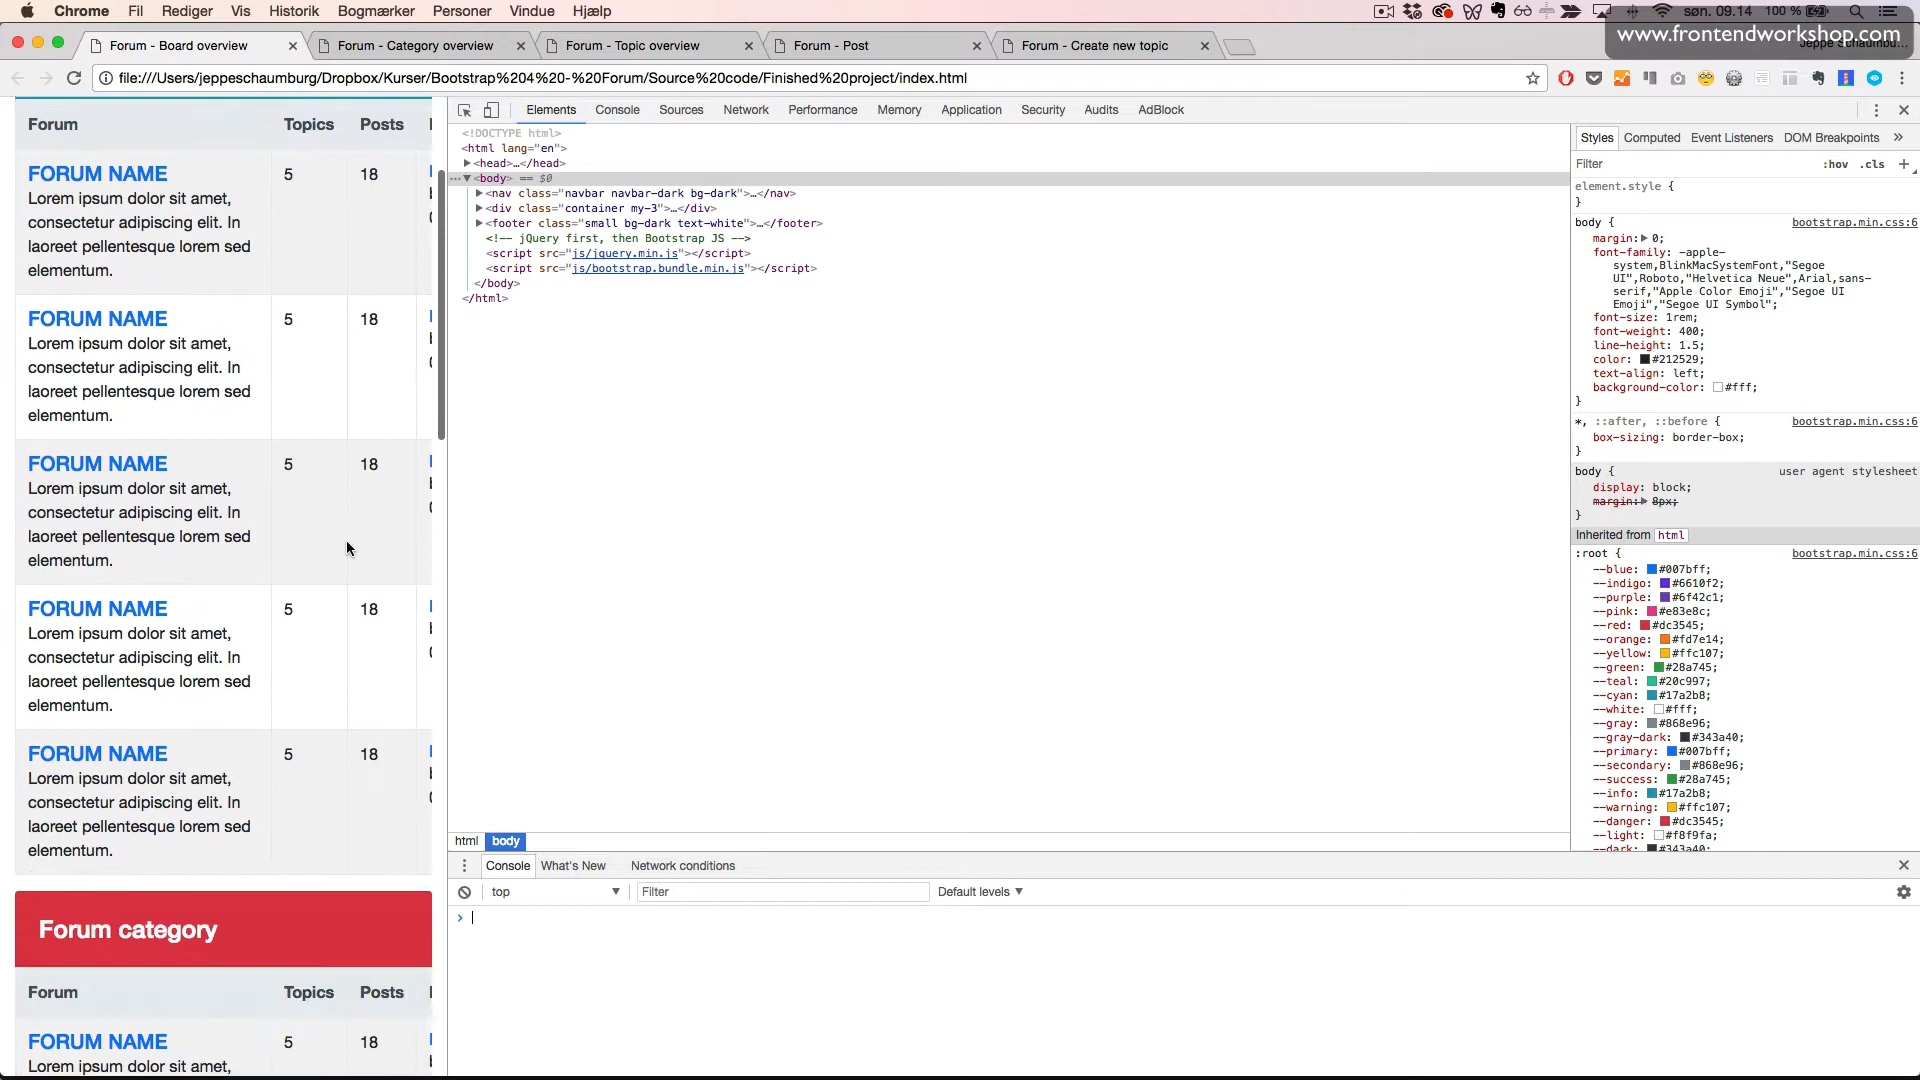 Chrome Fil Rediger Vis Historik Bogmærker Personer Vindue Hjælp søn. 09.14 100 %
www.frontendworkshop.com
Forum - Board overview Forum - Category overview Forum - Topic overview Forum - Post Forum - Create new topic
file:///Users/jeppeschaumburg/Dropbox/Kurser/Bootstrap%204%20-%20Forum/Source%20code/Finished%20project/index.html
Forum Topics Posts
FORUM NAME 5 18
Lorem ipsum dolor sit amet,
consectetur adipiscing elit. In
laoreet pellentesque lorem sed
elementum.
FORUM NAME 5 18
Lorem ipsum dolor sit amet,
consectetur adipiscing elit. In
laoreet pellentesque lorem sed
elementum.
FORUM NAME 5 18
Lorem ipsum dolor sit amet,
consectetur adipiscing elit. In
laoreet pellentesque lorem sed
elementum.
FORUM NAME 5 18
Lorem ipsum dolor sit amet,
consectetur adipiscing elit. In
laoreet pellentesque lorem sed
elementum.
FORUM NAME 5 18
Lorem ipsum dolor sit amet,
consectetur adipiscing elit. In
laoreet pellentesque lorem sed
elementum.
Forum category
Forum Topics Posts
FORUM NAME 5 18
Lorem ipsum dolor sit amet,
Elements Console Sources Network Performance Memory Application Security Audits AdBlock
<!DOCTYPE html>
<html lang="en">
<head>…</head>
<body> == $0
<nav class="navbar navbar-dark bg-dark">…</nav>
<div class="container my-3">…</div>
<footer class="small bg-dark text-white">…</footer>
<!-- jQuery first, then Bootstrap JS -->
<script src="js/jquery.min.js"></script>
<script src="js/bootstrap.bundle.min.js"></script>
</body>
</html>
html body
Console What's New Network conditions
top Filter Default levels
Styles Computed Event Listeners DOM Breakpoints
Filter :hov .cls +
element.style {
}
body { bootstrap.min.css:6
margin: 0;
font-family: -apple-
system,BlinkMacSystemFont,"Segoe
UI",Roboto,"Helvetica Neue",Arial,sans-
serif,"Apple Color Emoji","Segoe UI
Emoji","Segoe UI Symbol";
font-size: 1rem;
font-weight: 400;
line-height: 1.5;
color: #212529;
text-align: left;
background-color: #fff;
}
*, ::after, ::before { bootstrap.min.css:6
box-sizing: border-box;
}
body { user agent stylesheet
display: block;
margin: 8px;
}
Inherited from html
:root { bootstrap.min.css:6
--blue: #007bff;
--indigo: #6610f2;
--purple: #6f42c1;
--pink: #e83e8c;
--red: #dc3545;
--orange: #fd7e14;
--yellow: #ffc107;
--green: #28a745;
--teal: #20c997;
--cyan: #17a2b8;
--white: #fff;
--gray: #868e96;
--gray-dark: #343a40;
--primary: #007bff;
--secondary: #868e96;
--success: #28a745;
--info: #17a2b8;
--warning: #ffc107;
--danger: #dc3545;
--light: #f8f9fa;
--dark: #343a40;